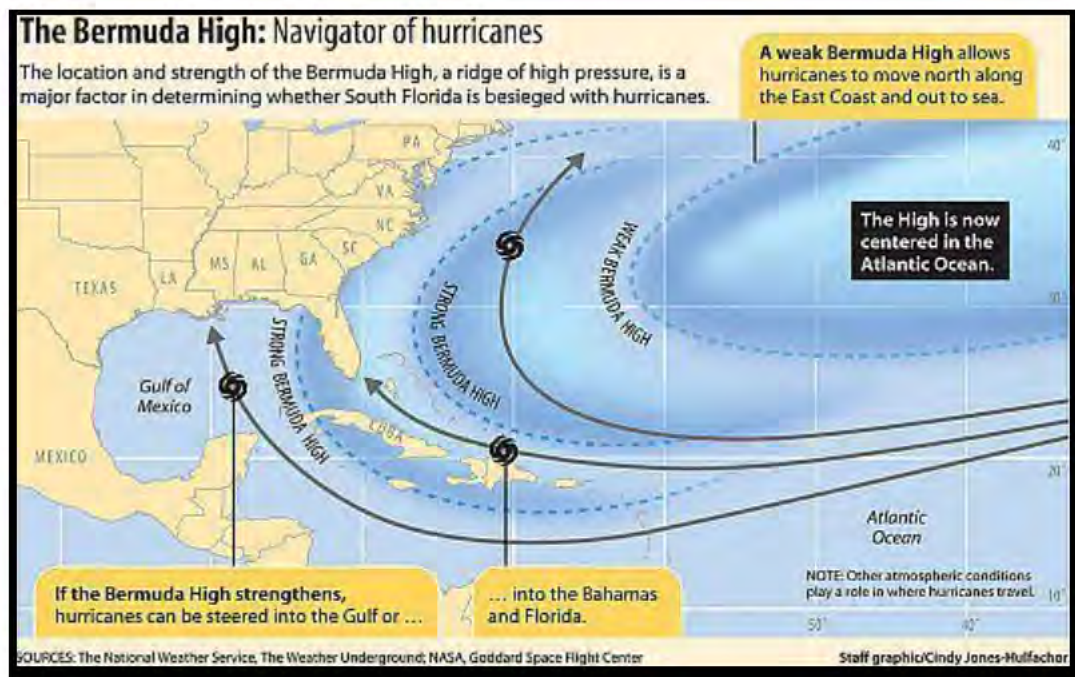 The Bermuda High: Navigator of hurricanes
The location and strength of the Bermuda High, a ridge of high pressure, is a
major factor in determining whether South Florida is besieged with hurricanes.
A weak Bermuda High allows
hurricanes to move north along
the East Coast and out to sea.
PA
VA
NC
SC
GA
AL
MS
LA
TEXAS
40°
The High is now
centered in the
Atlantic Ocean.
WEAK BERMUDA HIGH
STRONG BERMUDA HIGH
STRONG BERMUDA HIGH
30°
Gulf of
Mexico
CUBA
MEXICO
20°
Atlantic
Ocean
NOTE: Other atmospheric conditions
play a role in where hurricanes travel.
10°
50°
40°
If the Bermuda High strengthens,
hurricanes can be steered into the Gulf or ...
... into the Bahamas
and Florida.
SOURCES: The National Weather Service, The Weather Underground; NASA, Goddard Space Flight Center
Staff graphic/Cindy Jones-Hulfachor